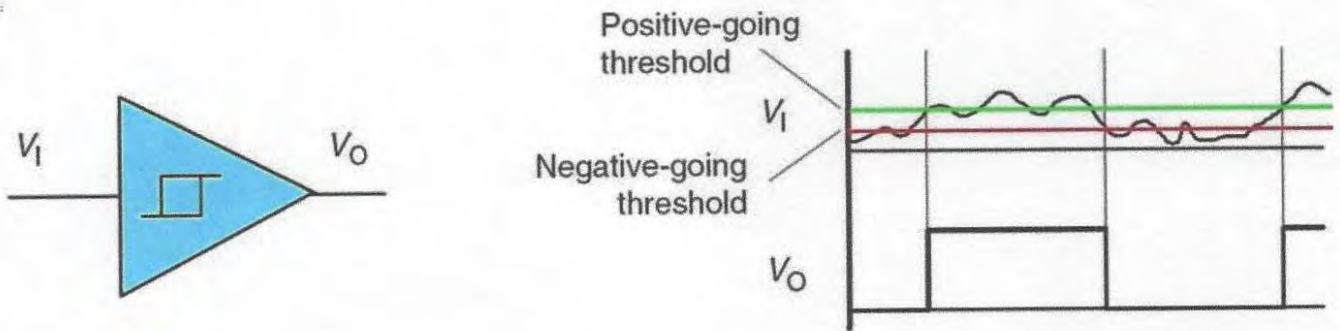 Positive-going
threshold
V_I
V_O
V_I
Negative-going
threshold
V_O